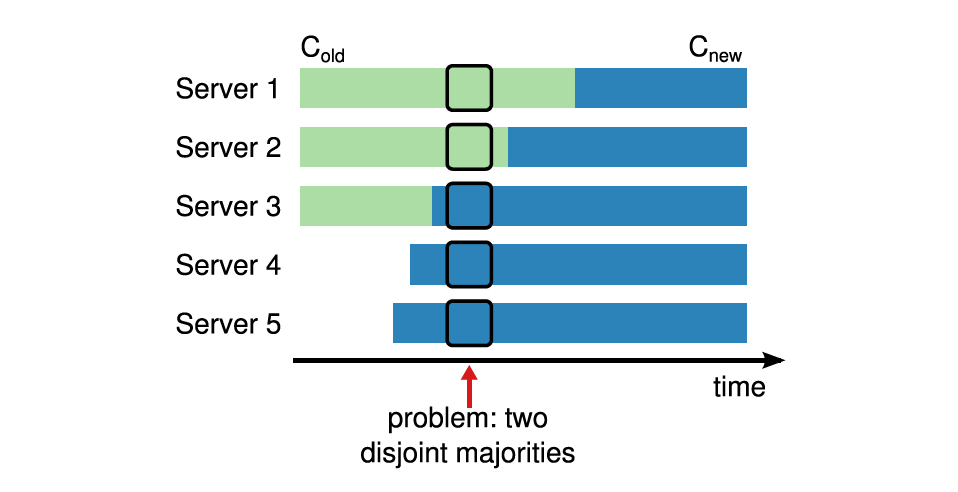 Cold Cnew
Server 1
Server 2
Server 3
Server 4
Server 5
time
problem: two
disjoint majorities